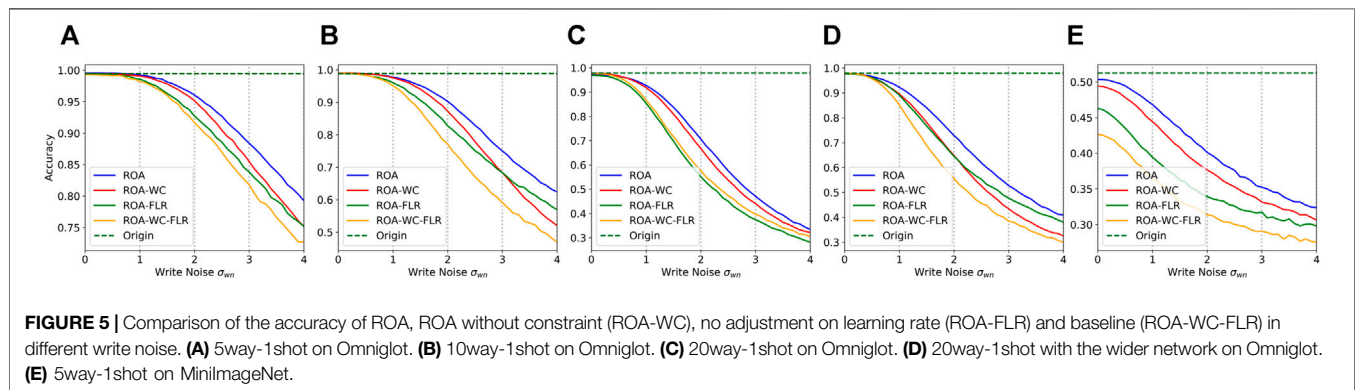 A
B
C
D
E
1.00
0.95
0.90
0.85
0.80
0.75
Accuracy
ROA
ROA-WC
ROA-FLR
ROA-WC-FLR
Origin
0 1 2 3 4
Write Noise σwn
1.0
0.9
0.8
0.7
0.6
0.5
ROA
ROA-WC
ROA-FLR
ROA-WC-FLR
Origin
0 1 2 3 4
Write Noise σwn
1.0
0.9
0.8
0.7
0.6
0.5
0.4
0.3
ROA
ROA-WC
ROA-FLR
ROA-WC-FLR
Origin
0 1 2 3 4
Write Noise σwn
1.0
0.9
0.8
0.7
0.6
0.5
0.4
0.3
ROA
ROA-WC
ROA-FLR
ROA-WC-FLR
Origin
0 1 2 3 4
Write Noise σwn
0.50
0.45
0.40
0.35
0.30
ROA
ROA-WC
ROA-FLR
ROA-WC-FLR
Origin
0 1 2 3 4
Write Noise σwn
FIGURE 5 | Comparison of the accuracy of ROA, ROA without constraint (ROA-WC), no adjustment on learning rate (ROA-FLR) and baseline (ROA-WC-FLR) in
different write noise. (A) 5way-1shot on Omniglot. (B) 10way-1shot on Omniglot. (C) 20way-1shot on Omniglot. (D) 20way-1shot with the wider network on Omniglot.
(E) 5way-1shot on MiniImageNet.